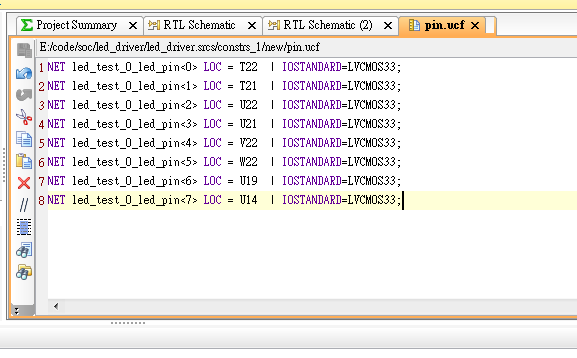 Project Summary × RTL Schematic × RTL Schematic (2) × pin.ucf ×
E:/code/soc/led_driver/led_driver.srcs/constrs_1/new/pin.ucf
1 NET led_test_0_led_pin<0> LOC = T22 | IOSTANDARD=LVCMOS33;
2 NET led_test_0_led_pin<1> LOC = T21 | IOSTANDARD=LVCMOS33;
3 NET led_test_0_led_pin<2> LOC = U22 | IOSTANDARD=LVCMOS33;
4 NET led_test_0_led_pin<3> LOC = U21 | IOSTANDARD=LVCMOS33;
5 NET led_test_0_led_pin<4> LOC = V22 | IOSTANDARD=LVCMOS33;
6 NET led_test_0_led_pin<5> LOC = W22 | IOSTANDARD=LVCMOS33;
7 NET led_test_0_led_pin<6> LOC = U19 | IOSTANDARD=LVCMOS33;
8 NET led_test_0_led_pin<7> LOC = U14 | IOSTANDARD=LVCMOS33;